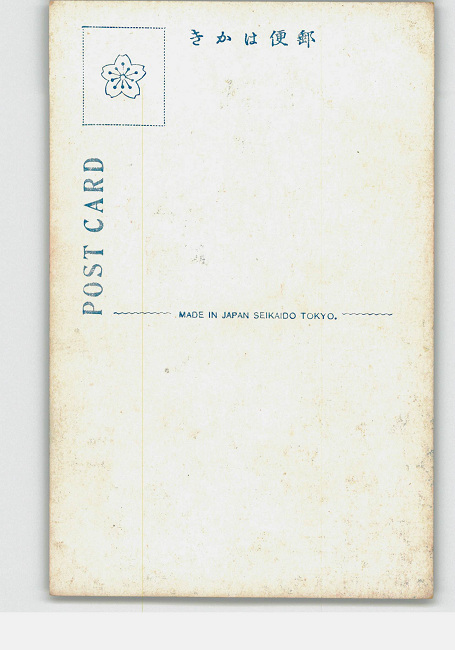 きかは便郵
POST CARD
MADE IN JAPAN SEIKAIDO TOKYO.